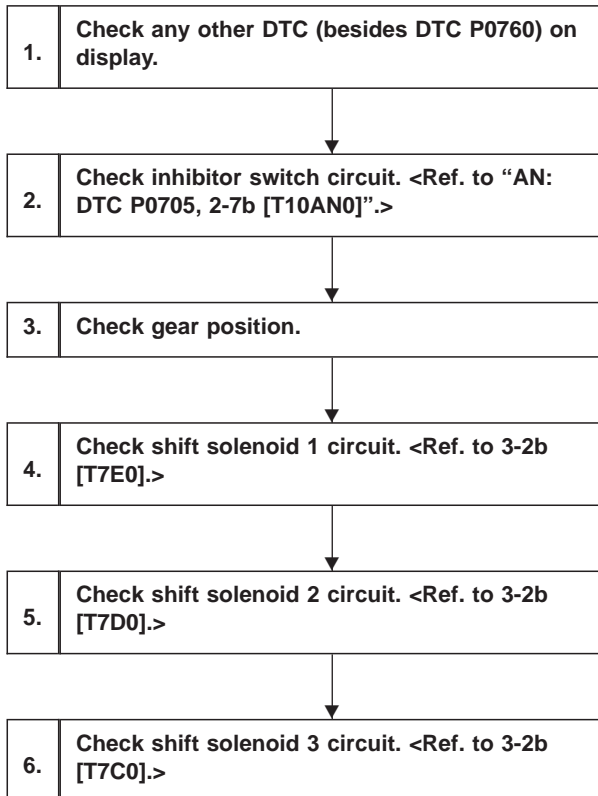 1.
Check any other DTC (besides DTC P0760) on
display.
2.
Check inhibitor switch circuit. <Ref. to “AN:
DTC P0705, 2-7b [T10AN0]”.>
3.
Check gear position.
4.
Check shift solenoid 1 circuit. <Ref. to 3-2b
[T7E0].>
5.
Check shift solenoid 2 circuit. <Ref. to 3-2b
[T7D0].>
6.
Check shift solenoid 3 circuit. <Ref. to 3-2b
[T7C0].>